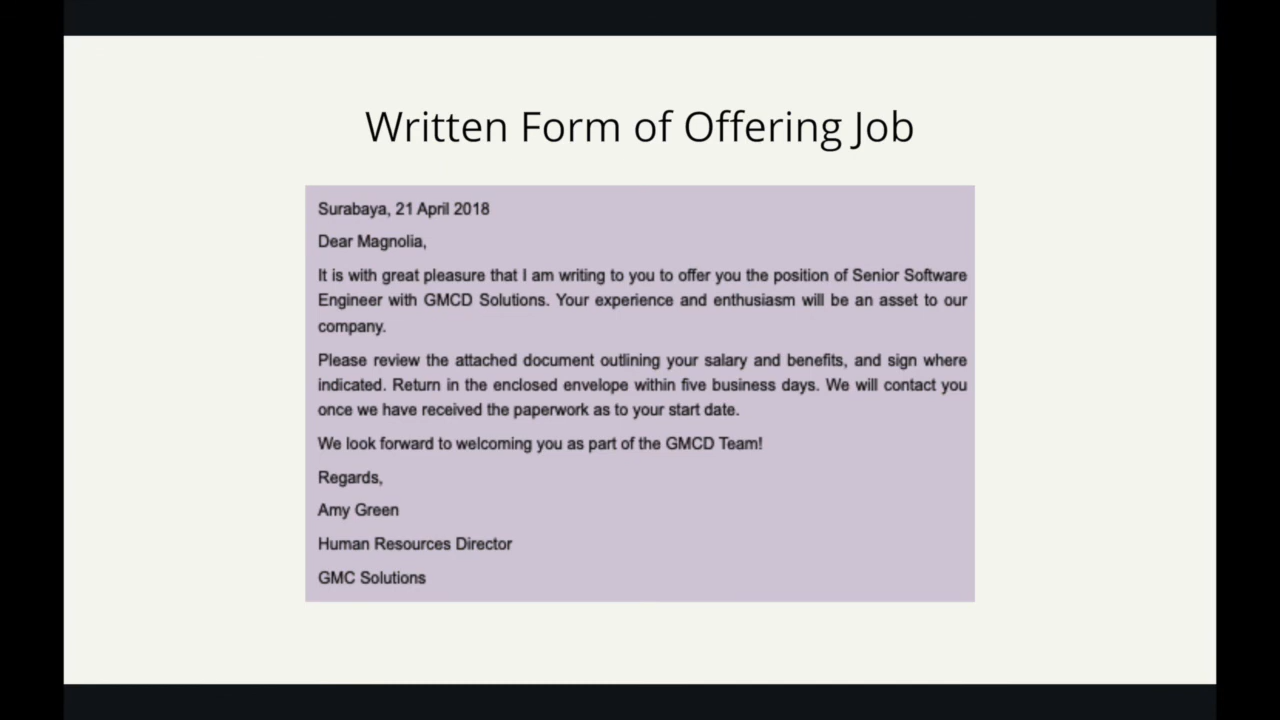 Written Form of Offering Job
Surabaya, 21 April 2018
Dear Magnolia,
It is with great pleasure that I am writing to you to offer you the position of Senior Software
Engineer with GMCD Solutions. Your experience and enthusiasm will be an asset to our
company.
Please review the attached document outlining your salary and benefits, and sign where
indicated. Return in the enclosed envelope within five business days. We will contact you
once we have received the paperwork as to your start date.
We look forward to welcoming you as part of the GMCD Team!
Regards,
Amy Green
Human Resources Director
GMC Solutions